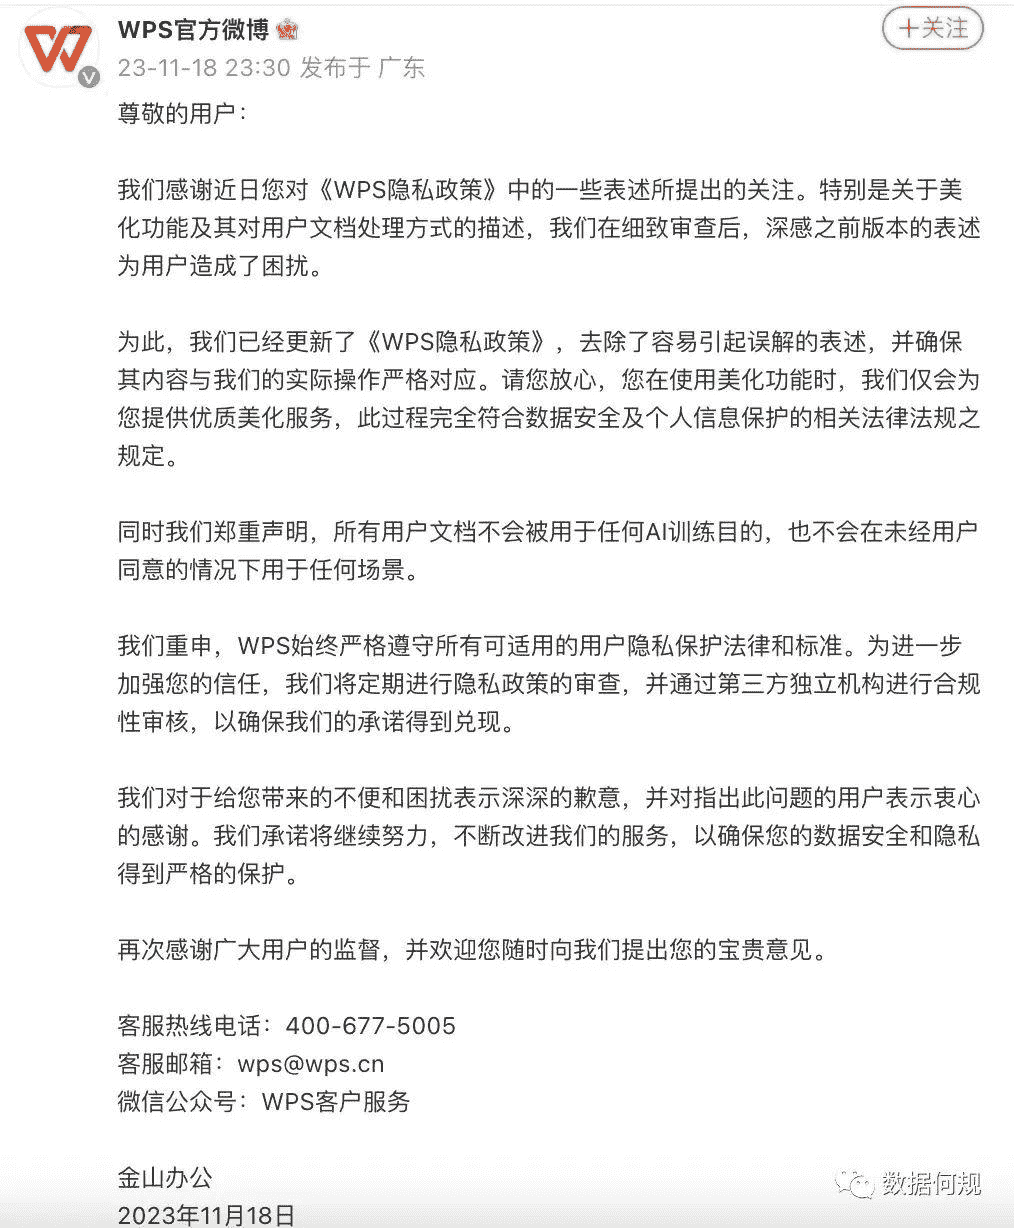 WPS官方微博
+关注
23-11-18 23:30 发布于 广东
尊敬的用户：
我们感谢近日您对《WPS隐私政策》中的一些表述所提出的关注。特别是关于美
化功能及其对用户文档处理方式的描述，我们在细致审查后，深感之前版本的表述
为用户造成了困扰。
为此，我们已经更新了《WPS隐私政策》，去除了容易引起误解的表述，并确保
其内容与我们的实际操作严格对应。请您放心，您在使用美化功能时，我们仅会为
您提供优质美化服务，此过程完全符合数据安全及个人信息保护的相关法律法规之
规定。
同时我们郑重声明，所有用户文档不会被用于任何AI训练目的，也不会在未经用户
同意的情况下用于任何场景。
我们重申，WPS始终严格遵守所有可适用的用户隐私保护法律和标准。为进一步
加强您的信任，我们将定期进行隐私政策的审查，并通过第三方独立机构进行合规
性审核，以确保我们的承诺得到兑现。
我们对于给您带来的不便和困扰表示深深的歉意，并对指出此问题的用户表示衷心
的感谢。我们承诺将继续努力，不断改进我们的服务，以确保您的数据安全和隐私
得到严格的保护。
再次感谢广大用户的监督，并欢迎您随时向我们提出您的宝贵意见。
客服热线电话：400-677-5005
客服邮箱：wps@wps.cn
微信公众号：WPS客户服务
金山办公
数据何规
2023年11月18日